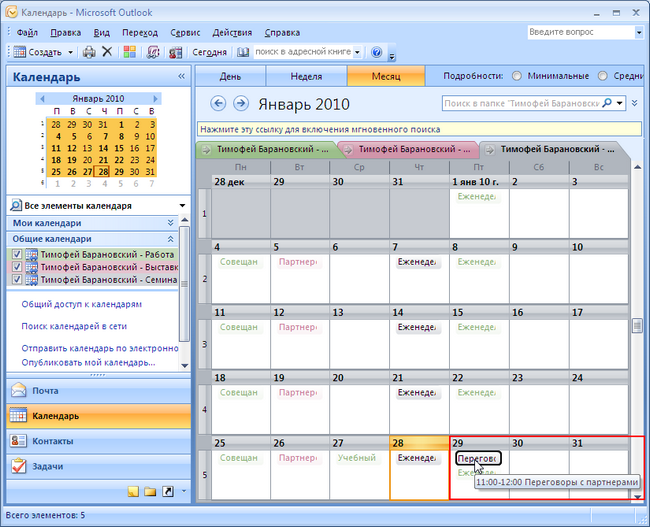 Календарь - Microsoft Outlook
Файл Правка Вид Переход Сервис Действия Справка
Введите вопрос
Создать Сегодня поиск в адресной книге
Календарь «
День Неделя Месяц Подробности: Минимальные Средни
Январь 2010
П В С Ч П С В
1 28 29 30 31 1 2 3
2 4 5 6 7 8 9 10
3 11 12 13 14 15 16 17
4 18 19 20 21 22 23 24
5 25 26 27 28 29 30 31
6 1 2 3 4 5 6 7
Все элементы календаря
Мои календари
Общие календари
Тимофей Барановский - Работа
Тимофей Барановский - Выставк
Тимофей Барановский - Семина
Общий доступ к календарям
Поиск календарей в сети
Отправить календарь по электронно
Опубликовать мой календарь...
Почта
Календарь
Контакты
Задачи
Январь 2010
Поиск в папке "Тимофей Барановски
Нажмите эту ссылку для включения мгновенного поиска
Тимофей Барановский - ... Тимофей Барановский - ... Тимофей Барановский - ...
Пн Вт Ср Чт Пт Сб Вс
28 дек 29 30 31 1 янв 10 г. 2 3
1 Еженеде
4 5 6 7 8 9 10
2 Совещан Партнер Еженеде Еженеде
11 12 13 14 15 16 17
3 Совещан Партнер Еженеде Еженеде
18 19 20 21 22 23 24
4 Совещан Партнер Еженеде Еженеде
25 26 27 28 29 30 31
5 Совещан Партнер Учебный Еженеде Перегово
Еженеде
11:00-12:00 Переговоры с партнерами
Всего элементов: 5